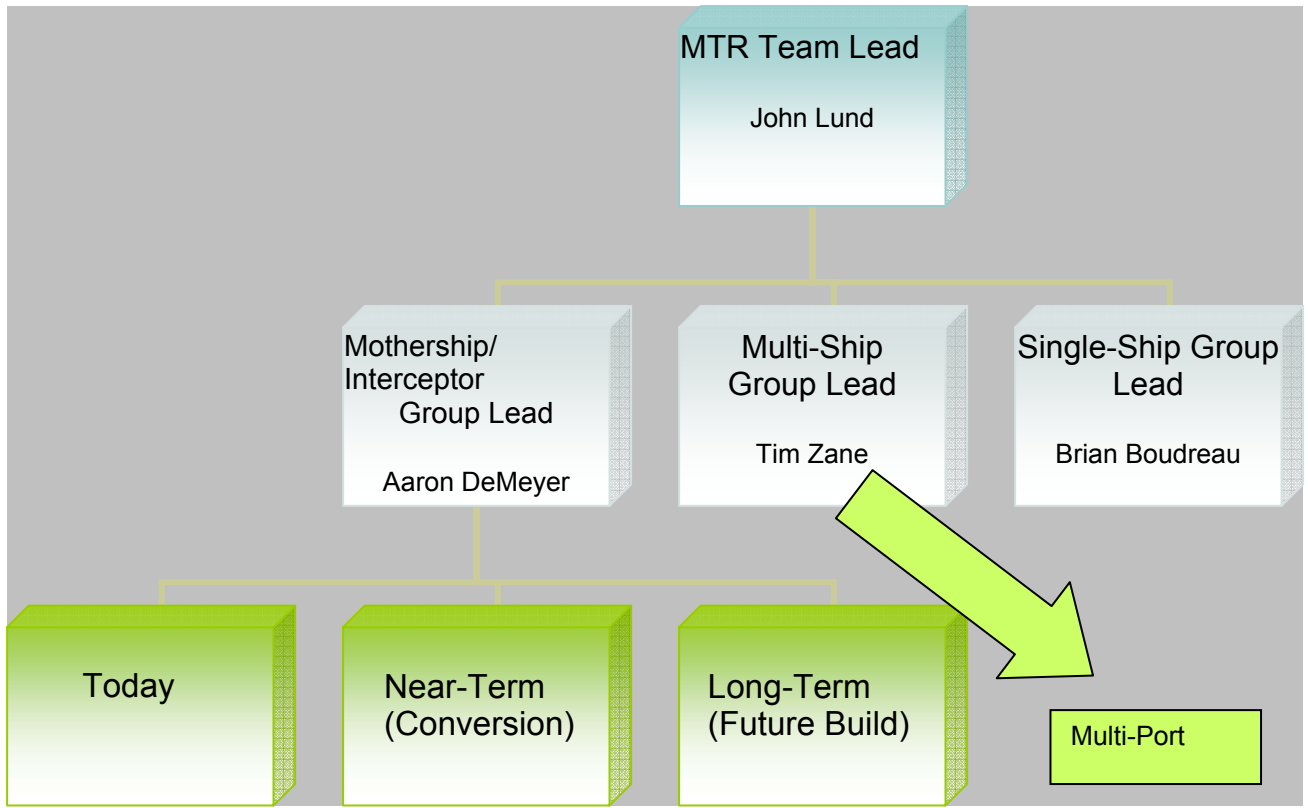 MTR Team Lead
John Lund
Mothership/
Interceptor
Group Lead
Aaron DeMeyer
Multi-Ship
Group Lead
Tim Zane
Single-Ship Group
Lead
Brian Boudreau
Today
Near-Term
(Conversion)
Long-Term
(Future Build)
Multi-Port